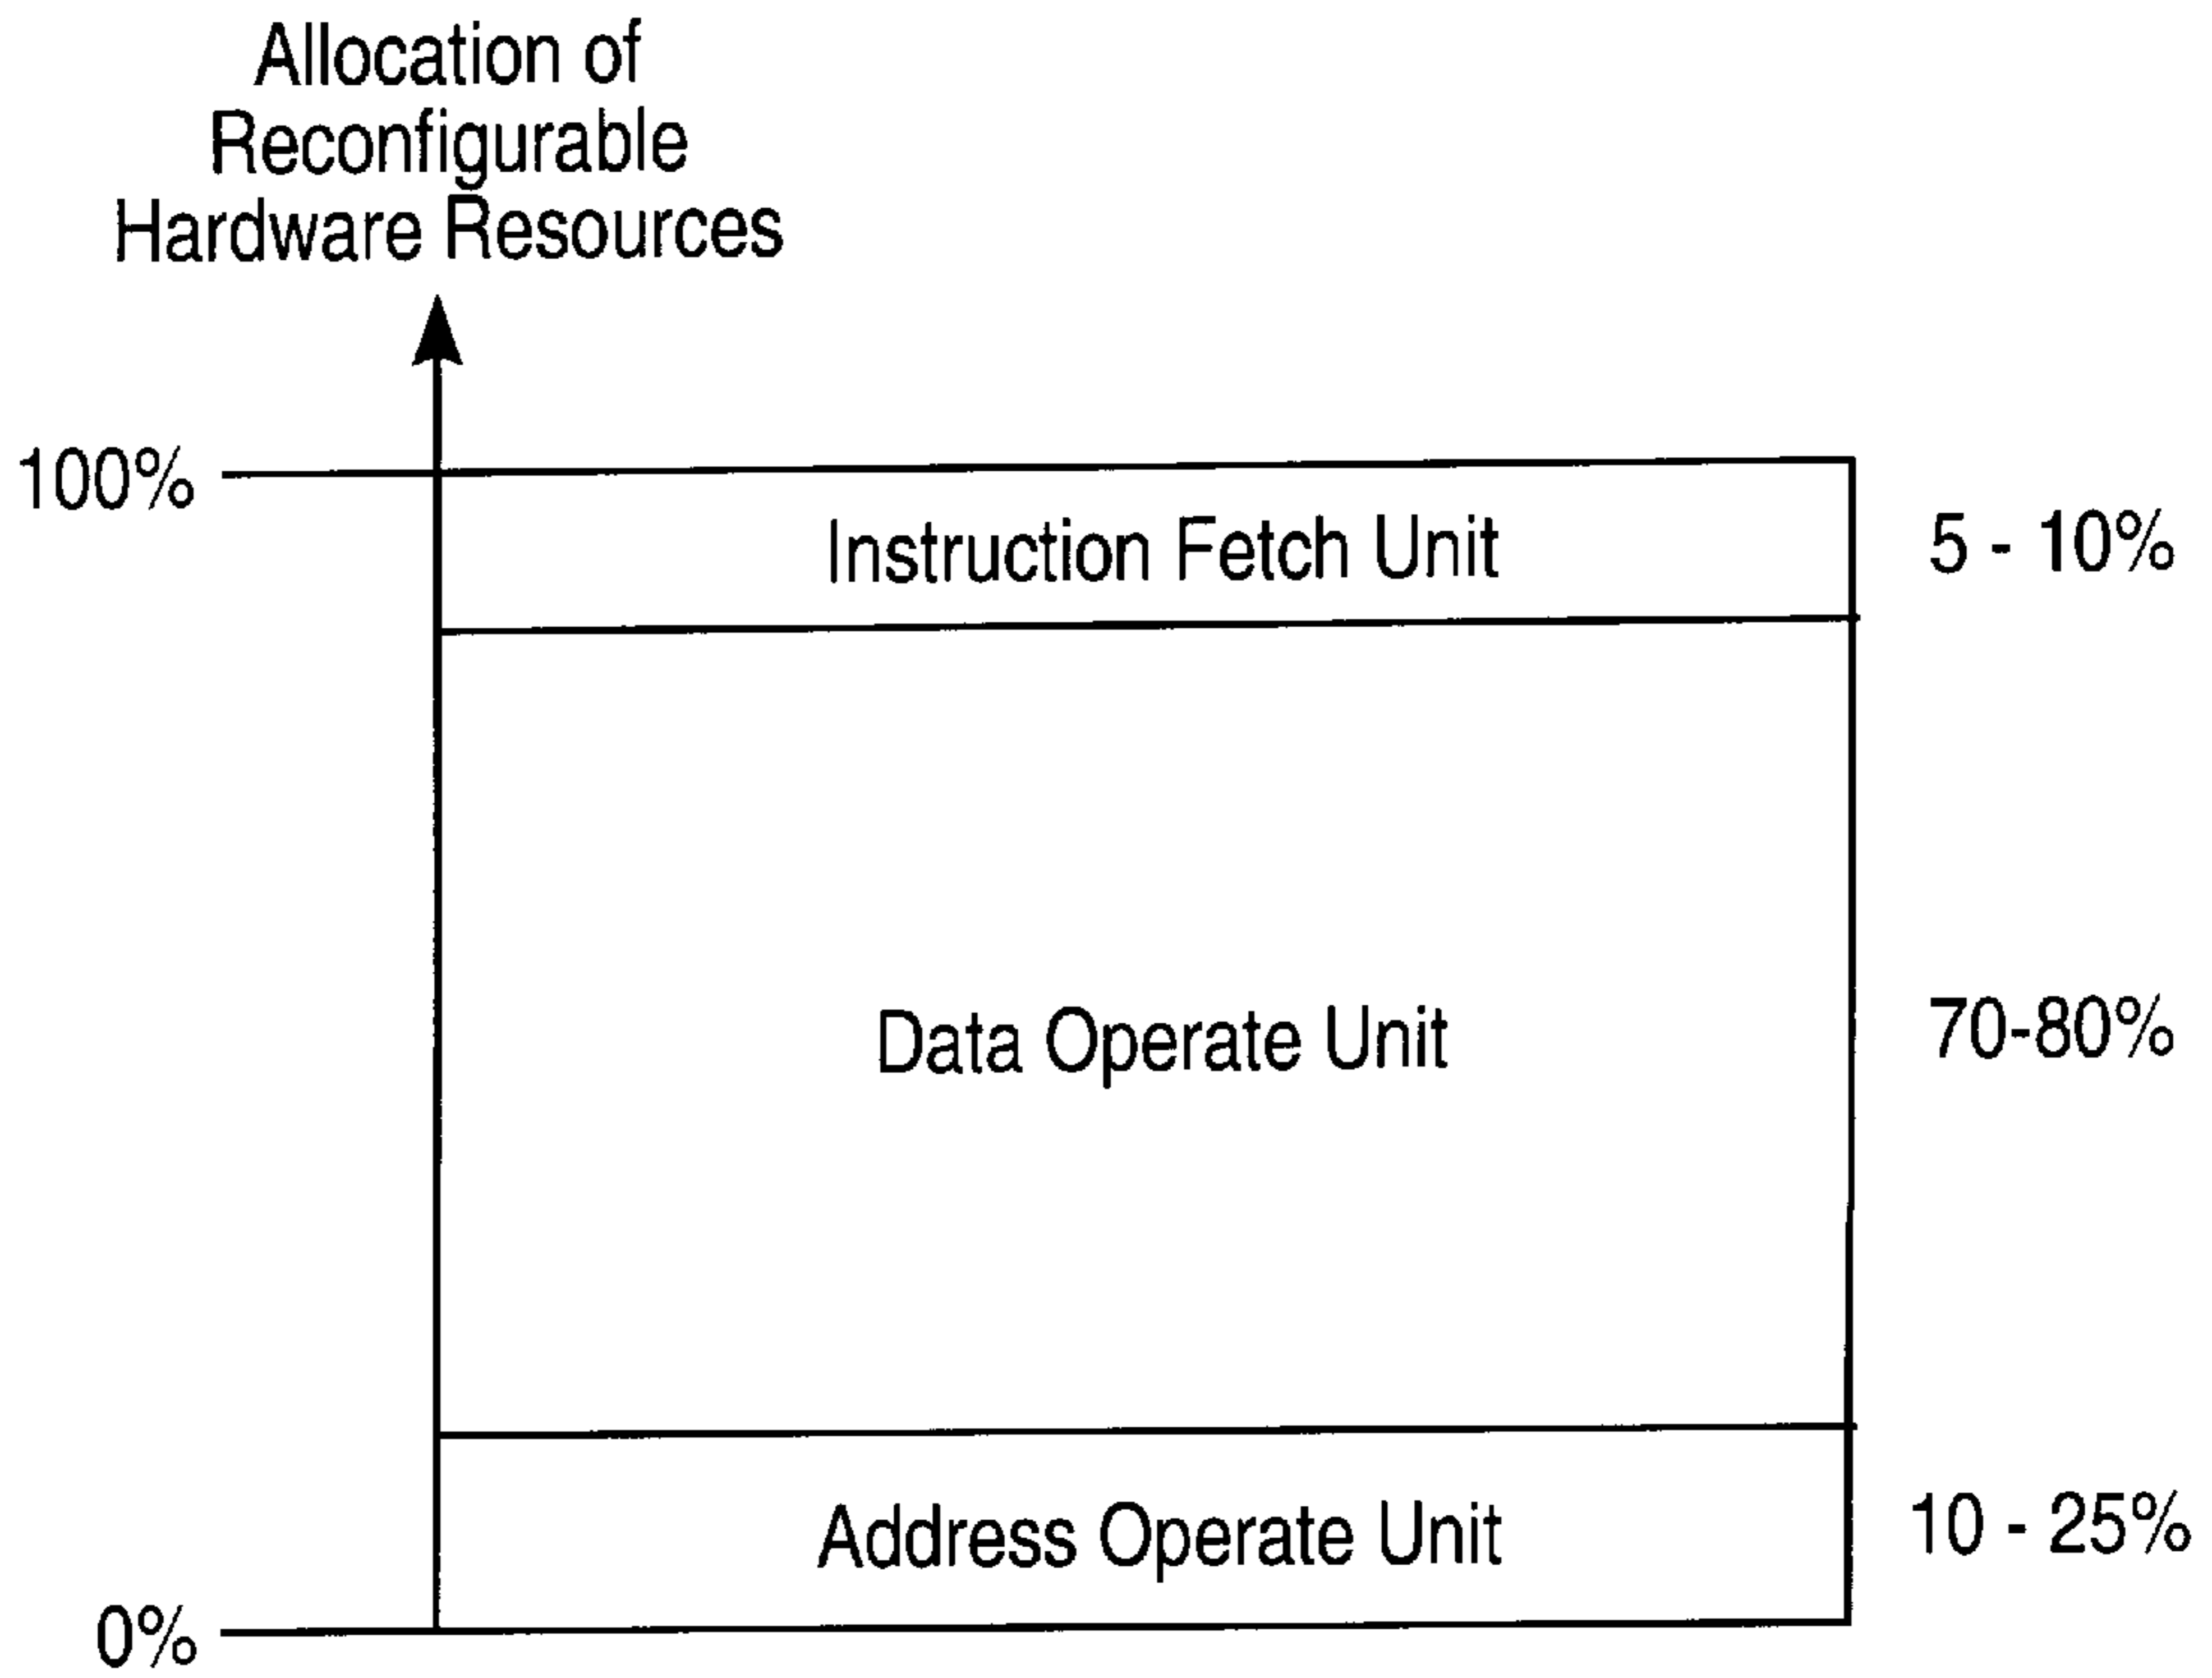 Allocation of
Reconfigurable
Hardware Resources
100%
Instruction Fetch Unit
5 - 10%
Data Operate Unit
70-80%
Address Operate Unit
10 - 25%
0%